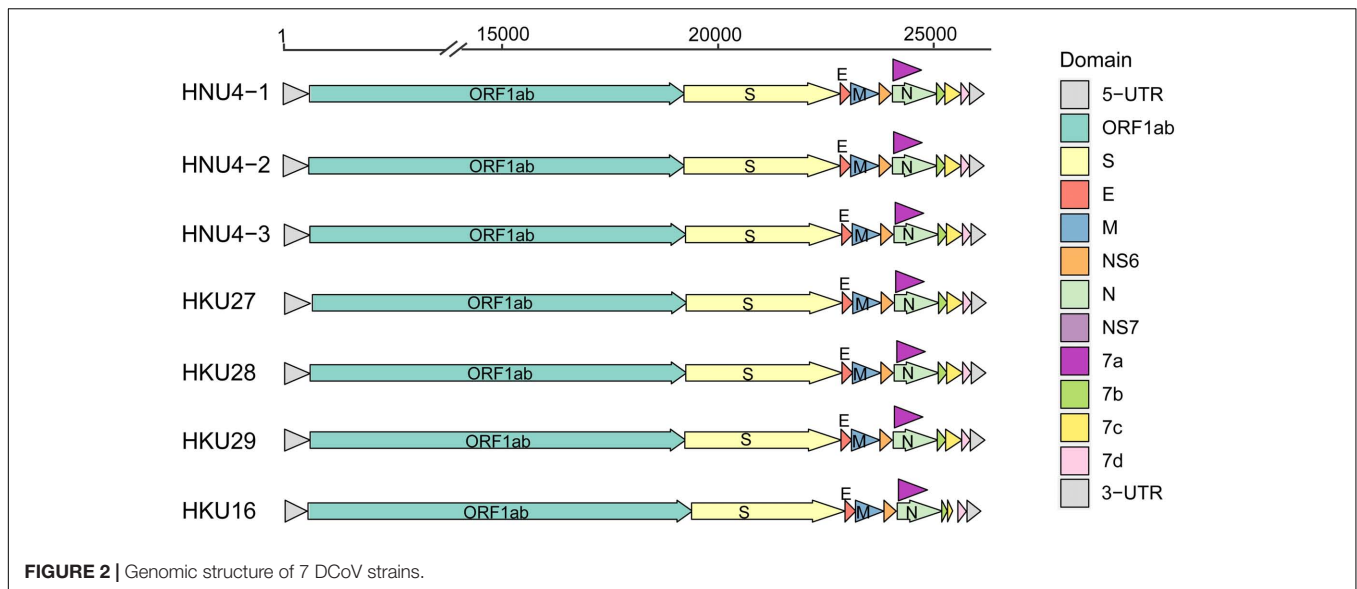 1 15000 20000 25000
HNU4−1 ORF1ab S E M N
HNU4−2 ORF1ab S E M N
HNU4−3 ORF1ab S E M N
HKU27 ORF1ab S E M N
HKU28 ORF1ab S E M N
HKU29 ORF1ab S E M N
HKU16 ORF1ab S E M N
Domain
5−UTR
ORF1ab
S
E
M
NS6
N
NS7
7a
7b
7c
7d
3−UTR
FIGURE 2 | Genomic structure of 7 DCoV strains.